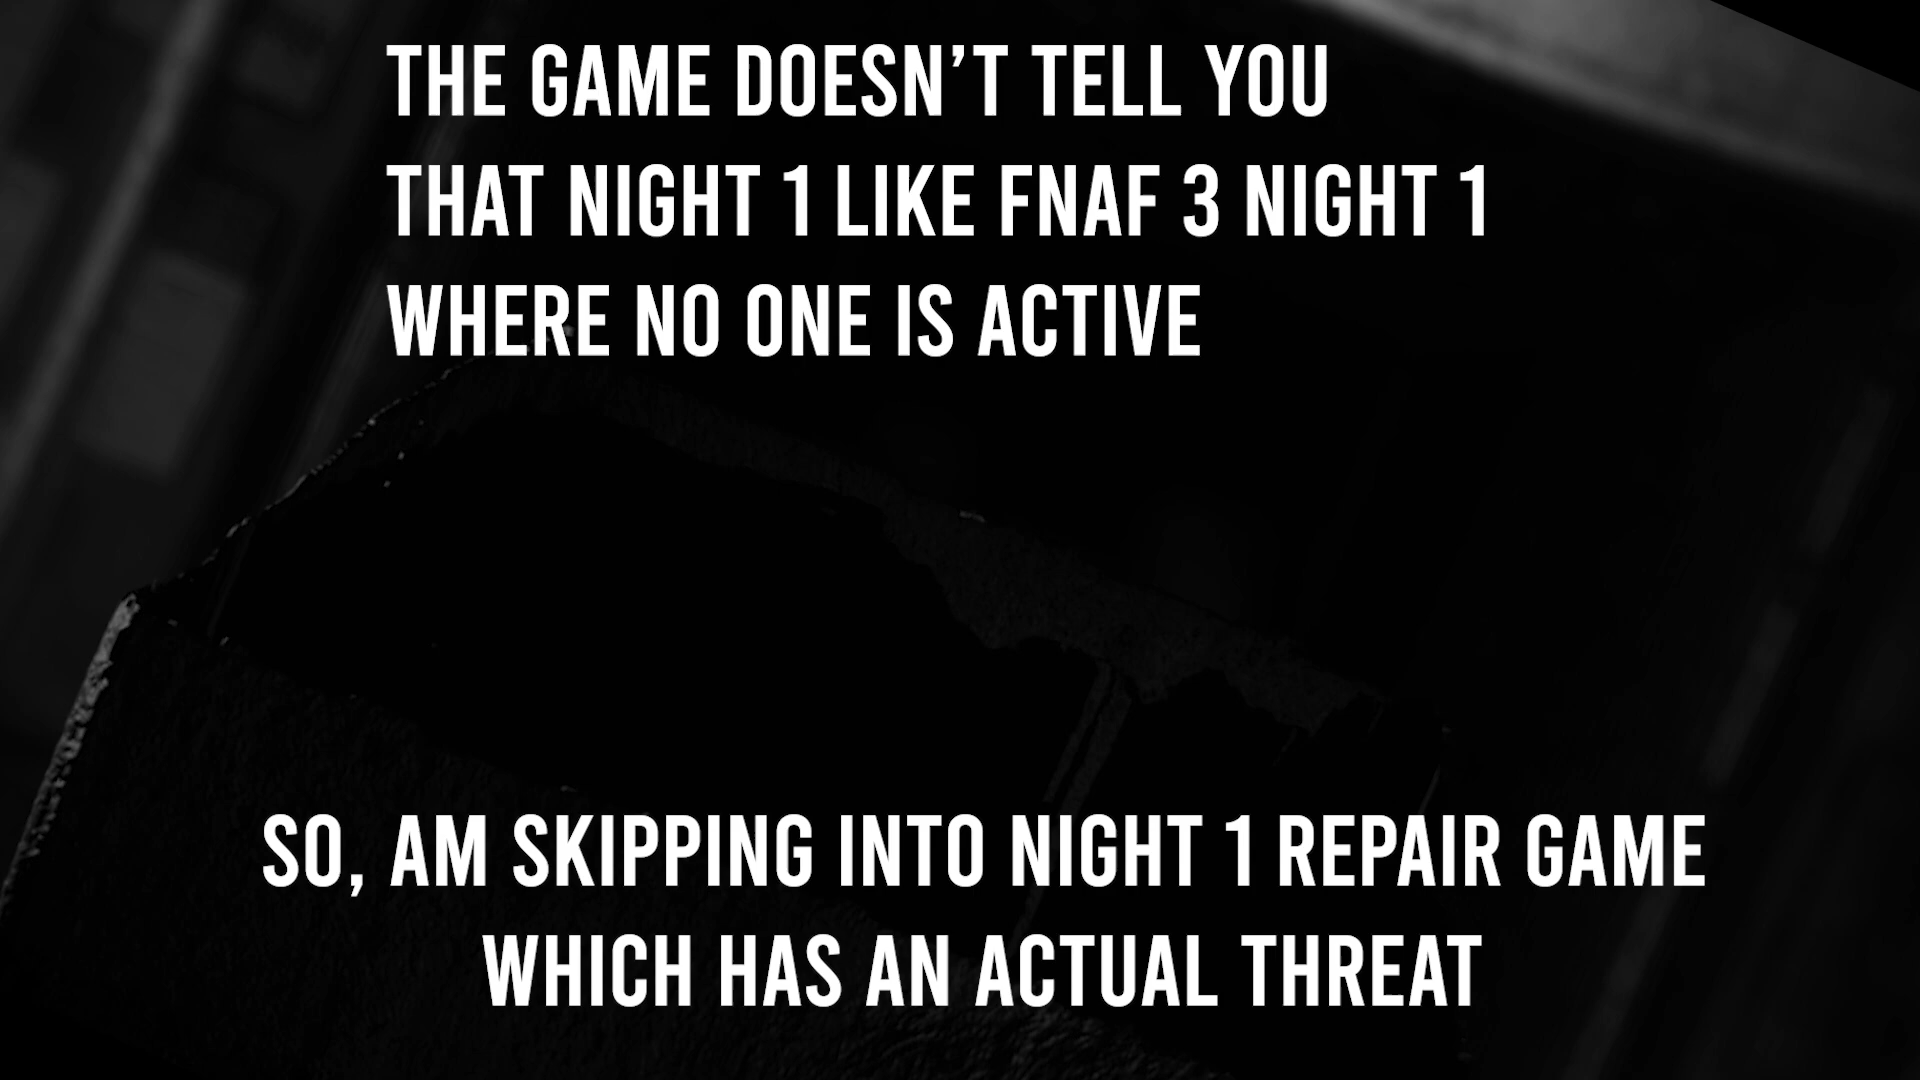 THE GAME DOESN'T TELL YOU
THAT NIGHT 1 LIKE FNAF 3 NIGHT 1
WHERE NO ONE IS ACTIVE
SO, AM SKIPPING INTO NIGHT 1 REPAIR GAME
WHICH HAS AN ACTUAL THREAT